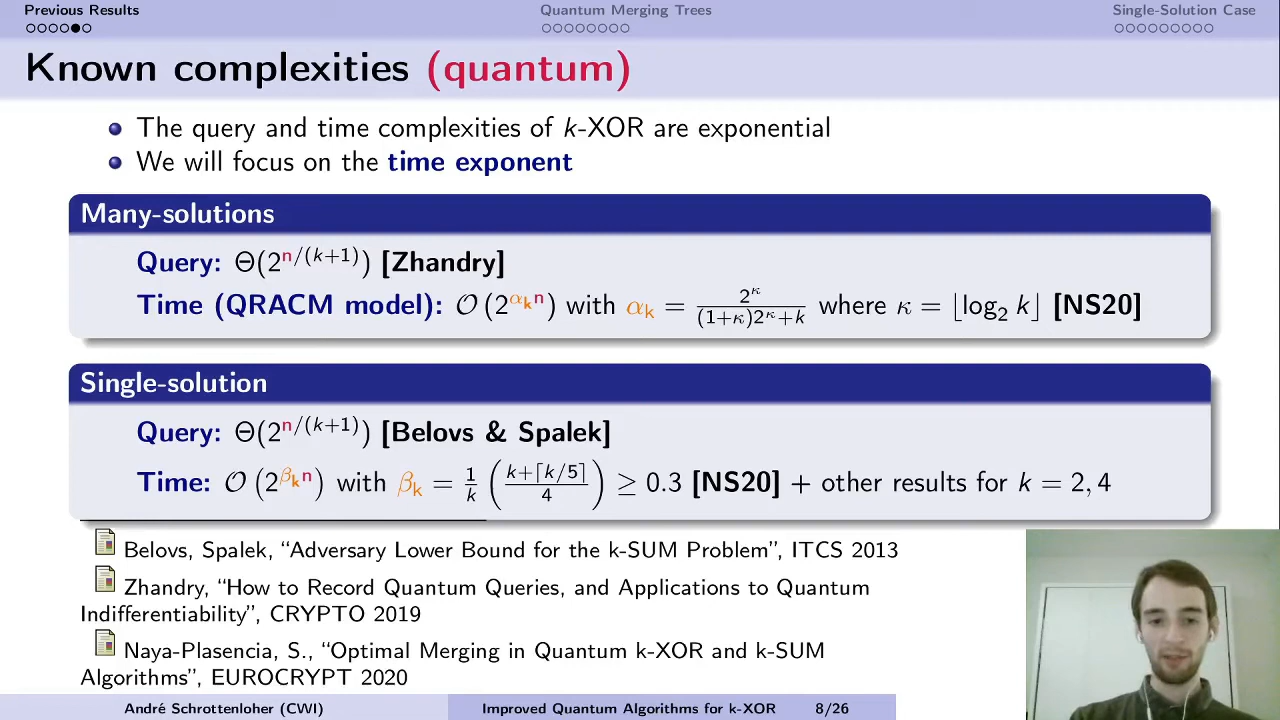 Previous Results
Quantum Merging Trees
Single-Solution Case
Known complexities (quantum)
The query and time complexities of k-XOR are exponential
We will focus on the time exponent
Many-solutions
Query: Θ(2^{n/(k+1)}) [Zhandry]
Time (QRACM model): 𝒪(2^{α_k n}) with α_k = \frac{2^κ}{(1+κ)2^κ+k} where κ = ⌊log₂ k⌋ [NS20]
Single-solution
Query: Θ(2^{n/(k+1)}) [Belovs & Spalek]
Time: 𝒪(2^{β_k n}) with β_k = \frac{1}{k} (\frac{k+⌈k/5⌉}{4}) ≥ 0.3 [NS20] + other results for k = 2, 4
Belovs, Spalek, “Adversary Lower Bound for the k-SUM Problem”, ITCS 2013
Zhandry, “How to Record Quantum Queries, and Applications to Quantum
Indifferentiability”, CRYPTO 2019
Naya-Plasencia, S., “Optimal Merging in Quantum k-XOR and k-SUM
Algorithms”, EUROCRYPT 2020
André Schrottenloher (CWI)
Improved Quantum Algorithms for k-XOR
8/26